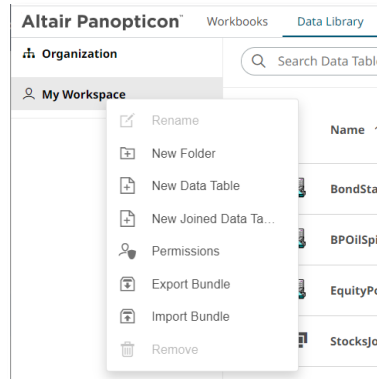 Altair Panopticon™ Workbooks Data Library
Organization
Search Data Tabl
My Workspace
Rename
New Folder
Name
New Data Table
BondSta
New Joined Data Ta...
BPOilSpi
Permissions
Export Bundle
EquityPo
Import Bundle
Remove
StocksJo